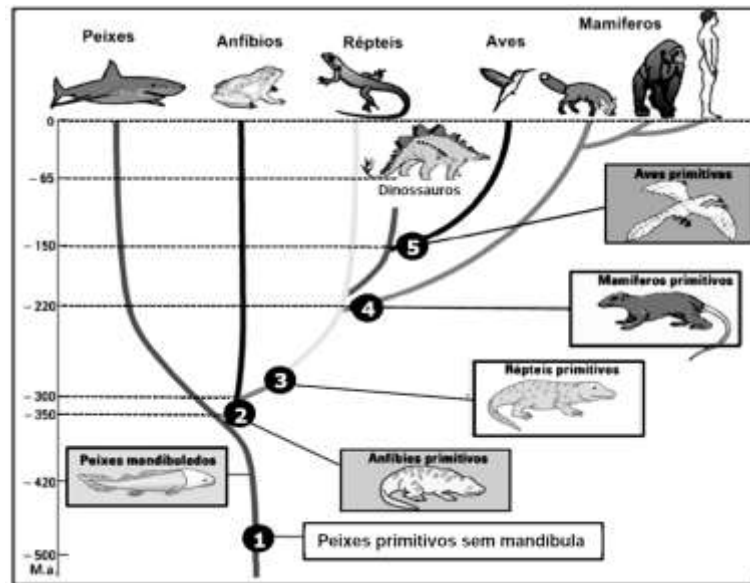 Peixes
Anfíbios
Répteis
Aves
Mamíferos
0
Dinossauros
- 65
Aves primitivas
5
- 150
Mamíferos primitivos
4
- 220
3
Répteis primitivos
- 300
2
- 350
Peixes mandibulados
Anfíbios primitivos
- 420
1
Peixes primitivos sem mandíbula
- 500
M.a.